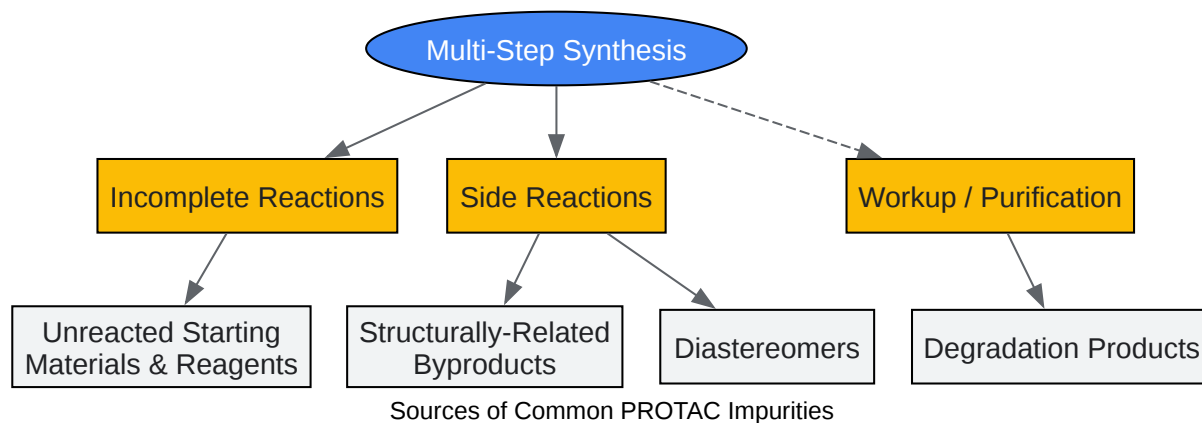 Multi-Step Synthesis
Incomplete Reactions
Side Reactions
Workup / Purification
Unreacted Starting
Materials & Reagents
Structurally-Related
Byproducts
Diastereomers
Degradation Products
Sources of Common PROTAC Impurities